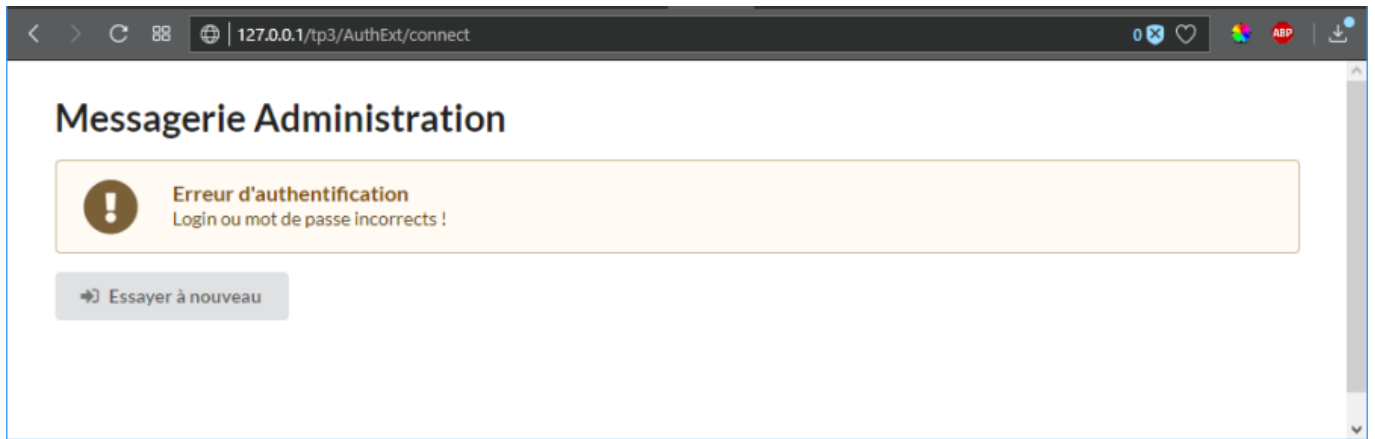 127.0.0.1/tp3/AuthExt/connect
0
ABP
Messagerie Administration
Erreur d'authentification
Login ou mot de passe incorrects !
Essayer à nouveau